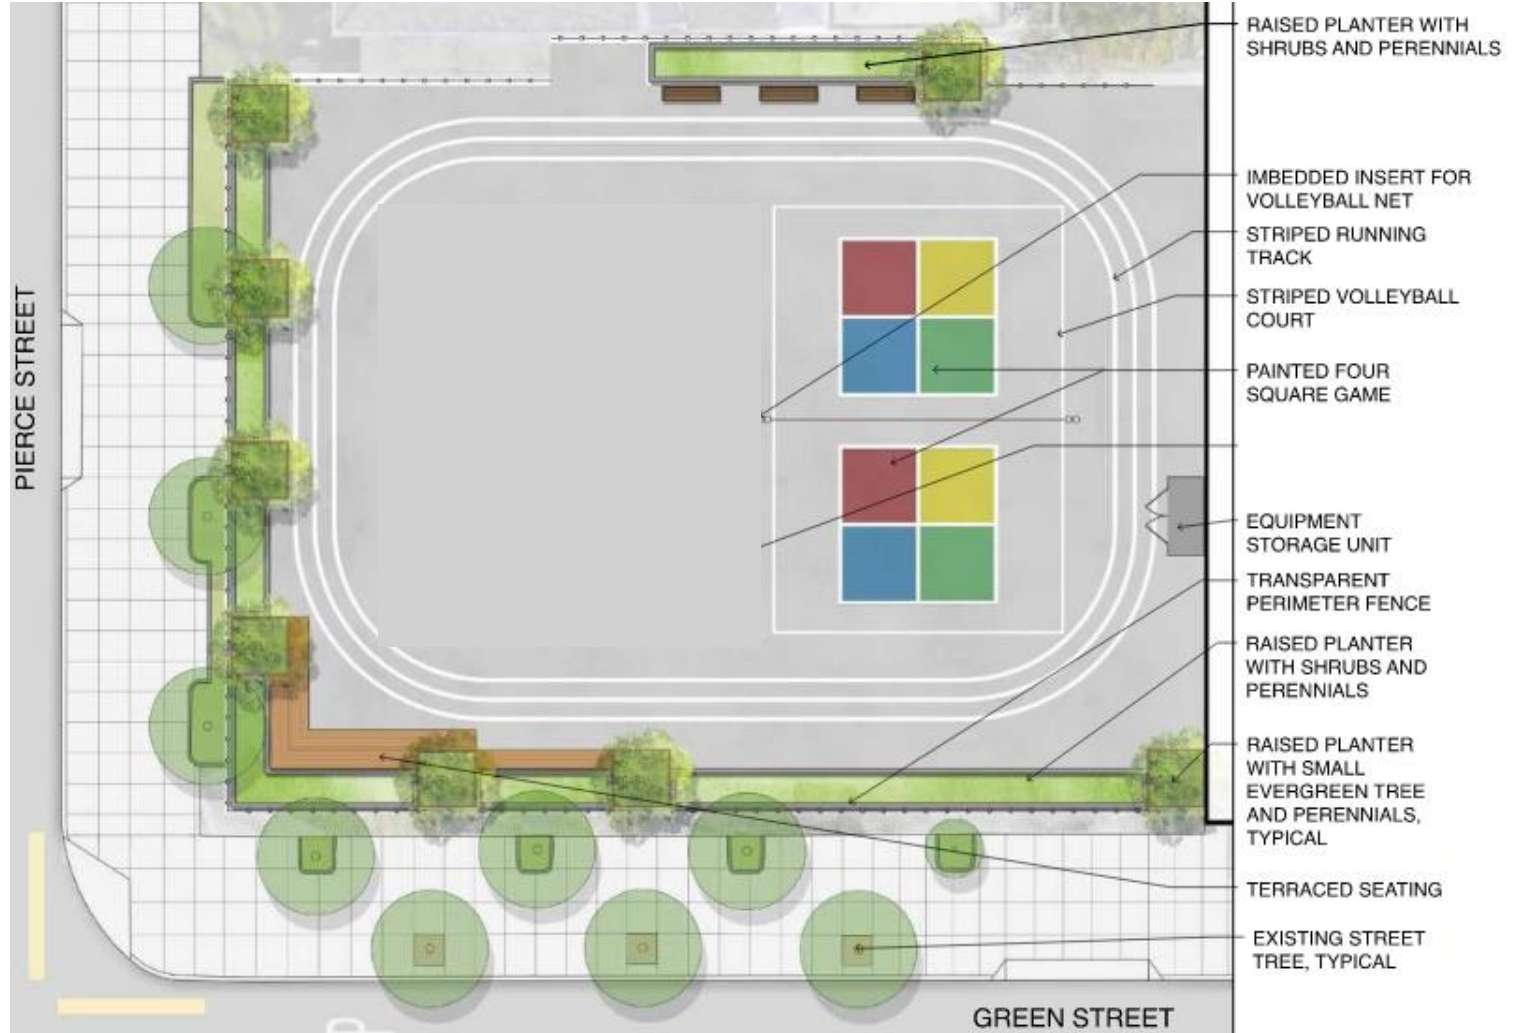 RAISED PLANTER WITH
SHRUBS AND PERENNIALS
IMBEDDED INSERT FOR
VOLLEYBALL NET
STRIPED RUNNING
TRACK
STRIPED VOLLEYBALL
COURT
PAINTED FOUR
SQUARE GAME
EQUIPMENT
STORAGE UNIT
TRANSPARENT
PERIMETER FENCE
RAISED PLANTER
WITH SHRUBS AND
PERENNIALS
RAISED PLANTER
WITH SMALL
EVERGREEN TREE
AND PERENNIALS,
TYPICAL
TERRACED SEATING
EXISTING STREET
TREE, TYPICAL
PIERCE STREET
GREEN STREET